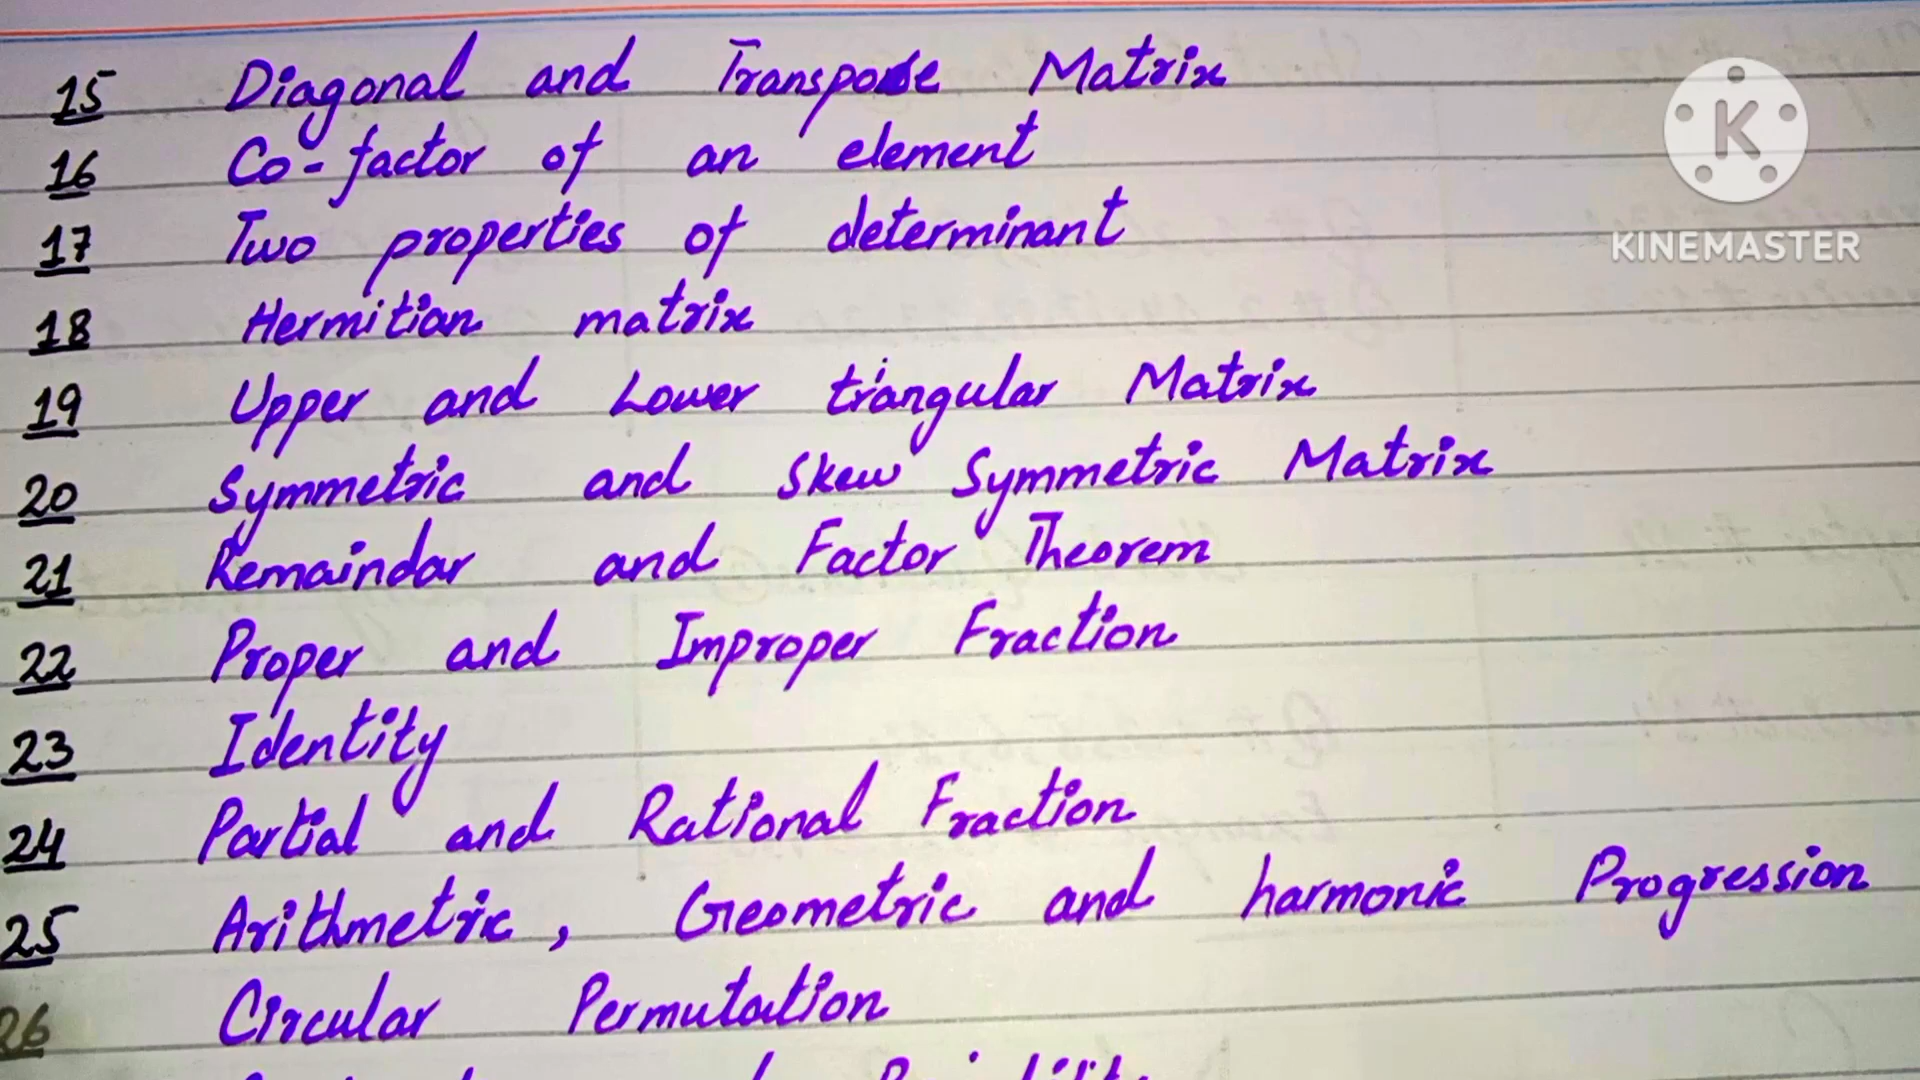 15 Diagonal and Transpose Matrix
16 Co-factor of an element
17 Two properties of determinant
18 Hermitian matrix
19 Upper and Lower triangular Matrix
20 Symmetric and Skew Symmetric Matrix
21 Remaindar and Factor Theorem
22 Proper and Improper Fraction
23 Identity
24 Partial and Rational Fraction
25 Arithmetric, Geometric and harmonic Progression
26 Circular Permutation
K
KINEMASTER